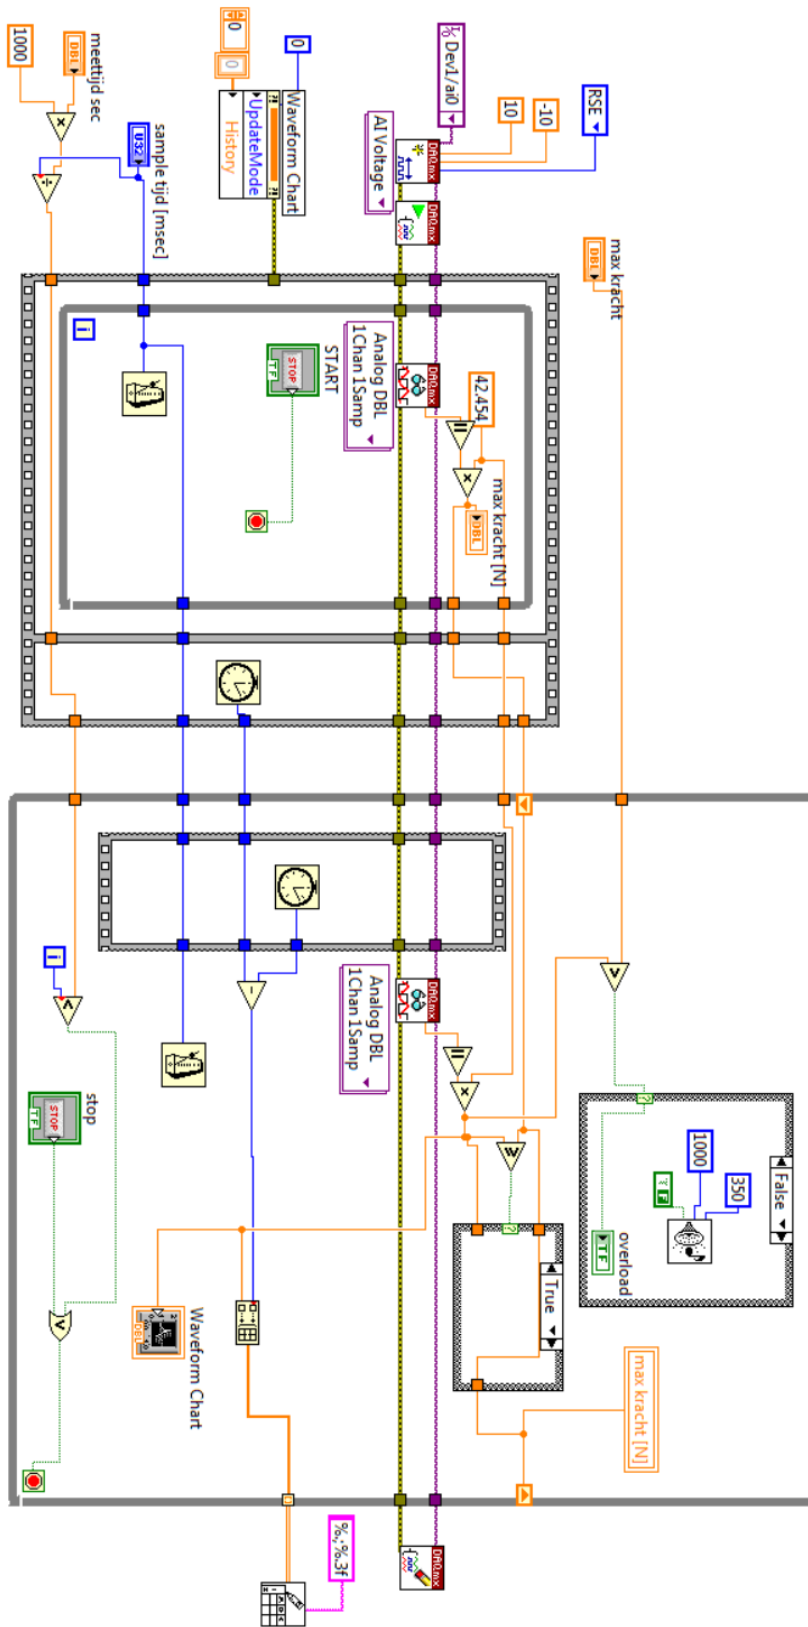 max kracht
DBL
RSE
-10
10
Dev1/ai0
DAQmx
AI Voltage
DAQmx
0
Waveform Chart
UpdateMode
History
0
0
sample tijd [msec]
U32
meettijd sec
DBL
1000
42.454
max kracht [N]
DBL
DAQmx
Analog DBL
1Chan 1Samp
START
STOP
TF
i
False
350
1000
F
overload
TF
True
max kracht [N]
DAQmx
Analog DBL
1Chan 1Samp
Waveform Chart
DBL
i
stop
STOP
TF
DAQmx
%,;%.3f